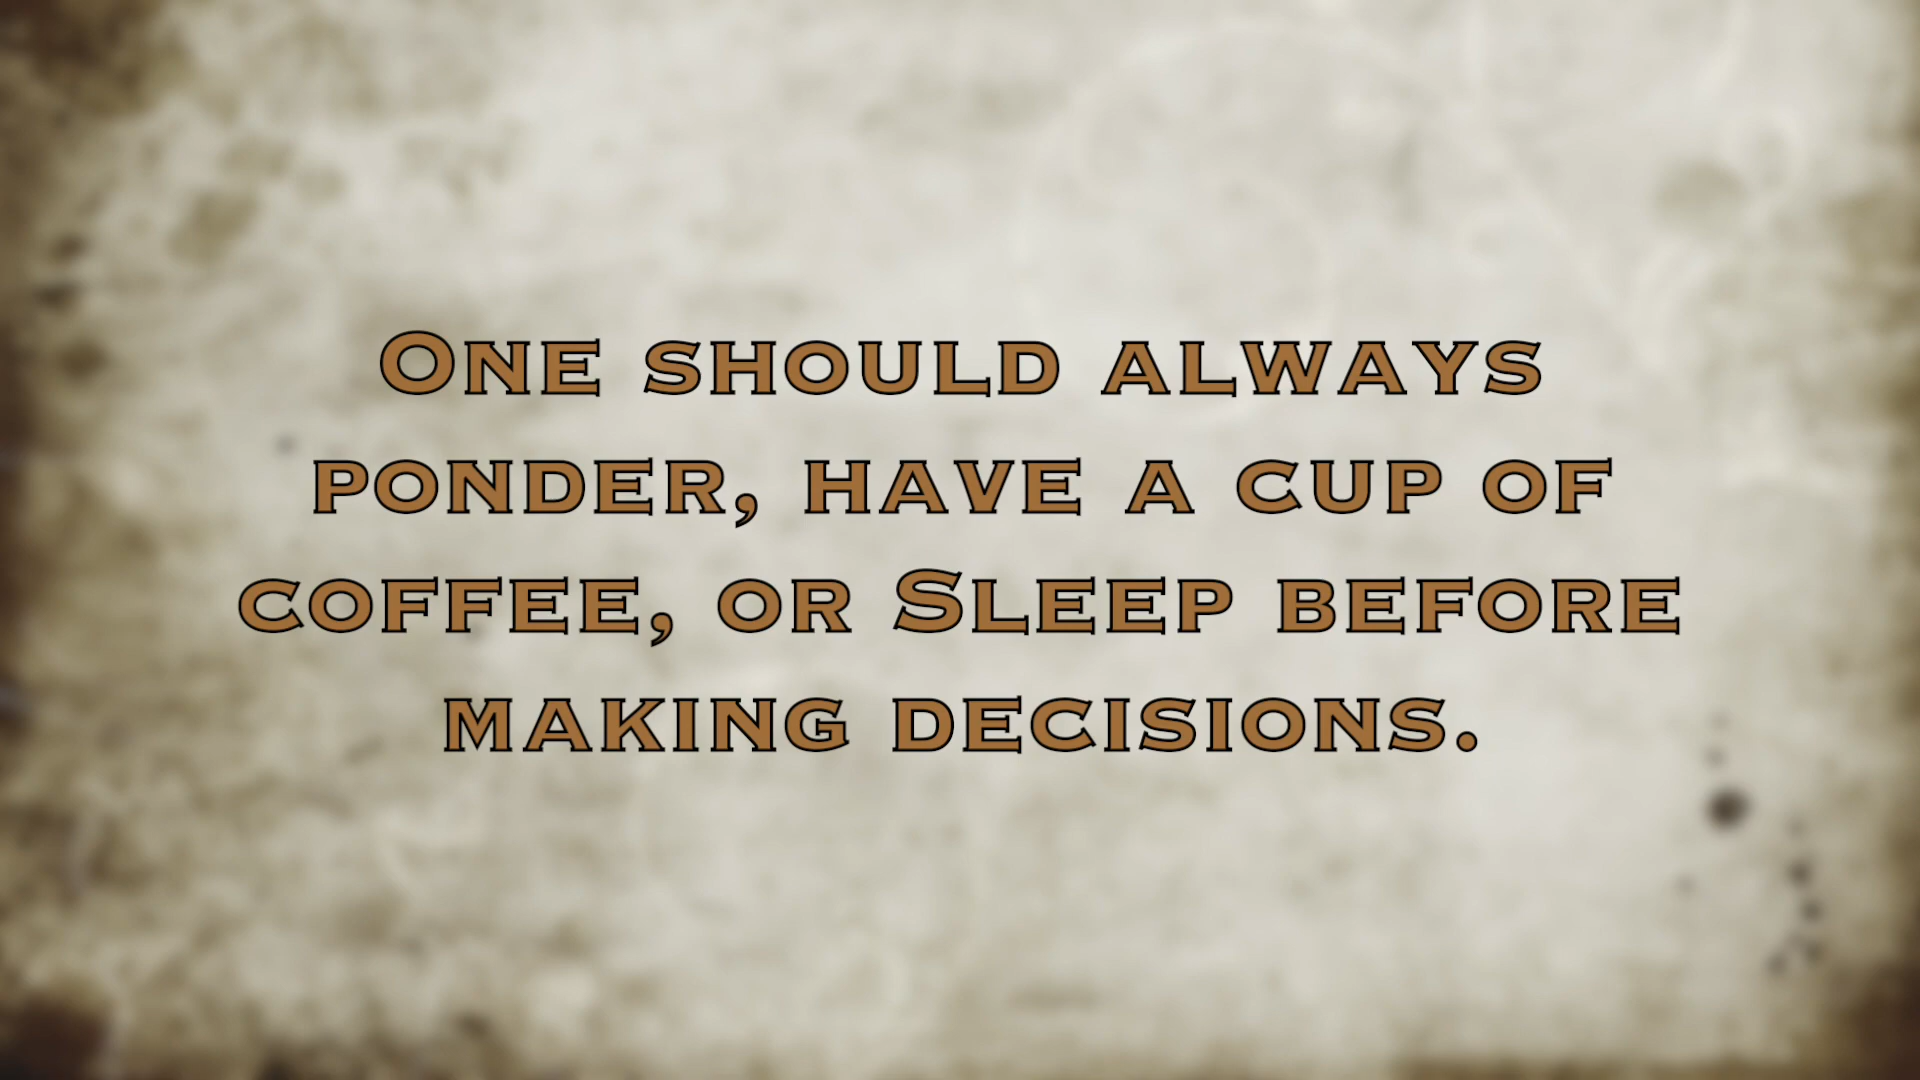 One should always
ponder, have a cup of
coffee, or Sleep before
making decisions.